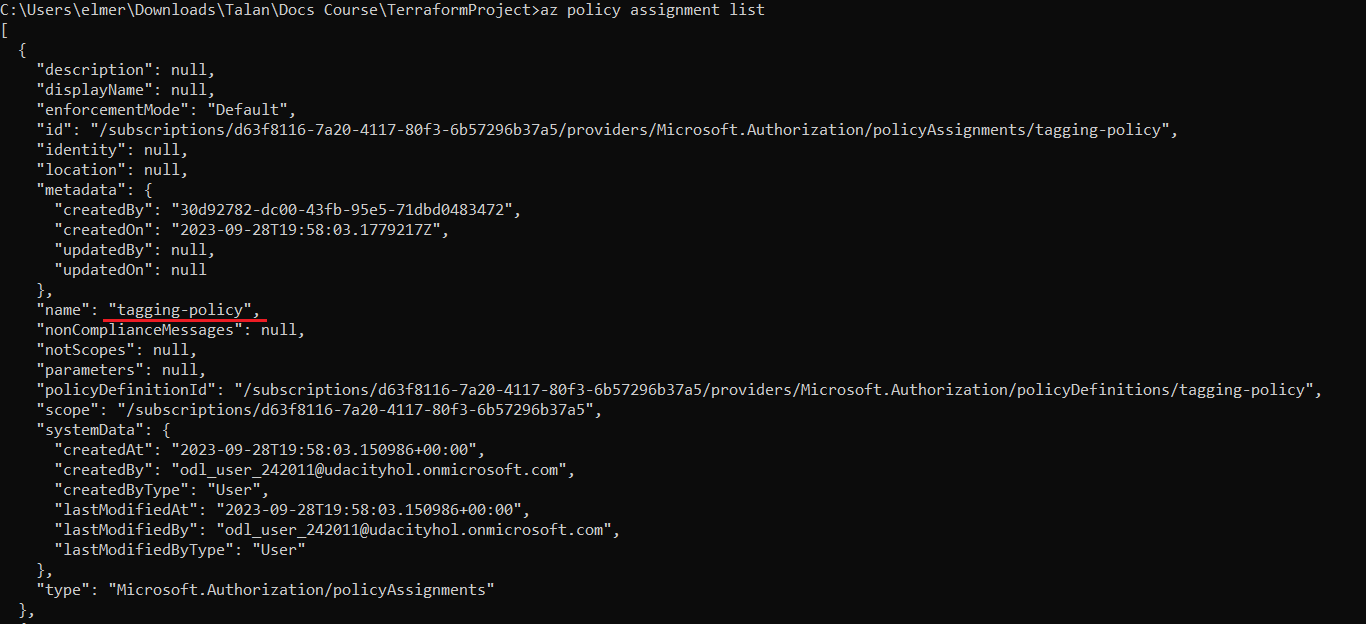 C:\Users\elmer\Downloads\Talan\Docs Course\TerraformProject>az policy assignment list
[
  {
    "description": null,
    "displayName": null,
    "enforcementMode": "Default",
    "id": "/subscriptions/d63f8116-7a20-4117-80f3-6b57296b37a5/providers/Microsoft.Authorization/policyAssignments/tagging-policy",
    "identity": null,
    "location": null,
    "metadata": {
      "createdBy": "30d92782-dc00-43fb-95e5-71dbd0483472",
      "createdOn": "2023-09-28T19:58:03.1779217Z",
      "updatedBy": null,
      "updatedOn": null
    },
    "name": "tagging-policy",
    "nonComplianceMessages": null,
    "notScopes": null,
    "parameters": null,
    "policyDefinitionId": "/subscriptions/d63f8116-7a20-4117-80f3-6b57296b37a5/providers/Microsoft.Authorization/policyDefinitions/tagging-policy",
    "scope": "/subscriptions/d63f8116-7a20-4117-80f3-6b57296b37a5",
    "systemData": {
      "createdAt": "2023-09-28T19:58:03.150986+00:00",
      "createdBy": "odl_user_242011@udacityhol.onmicrosoft.com",
      "createdByType": "User",
      "lastModifiedAt": "2023-09-28T19:58:03.150986+00:00",
      "lastModifiedBy": "odl_user_242011@udacityhol.onmicrosoft.com",
      "lastModifiedByType": "User"
    },
    "type": "Microsoft.Authorization/policyAssignments"
  },